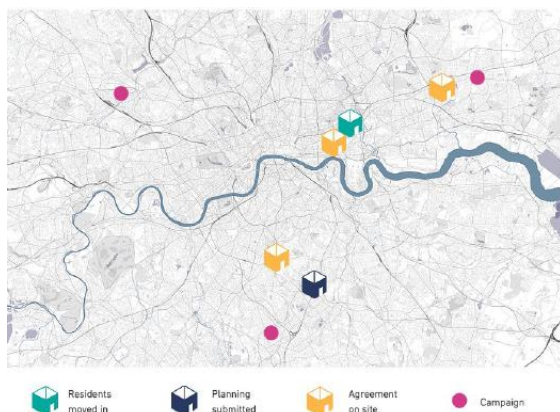 Residents
moved in
Planning
submitted
Agreement
on site
Campaign